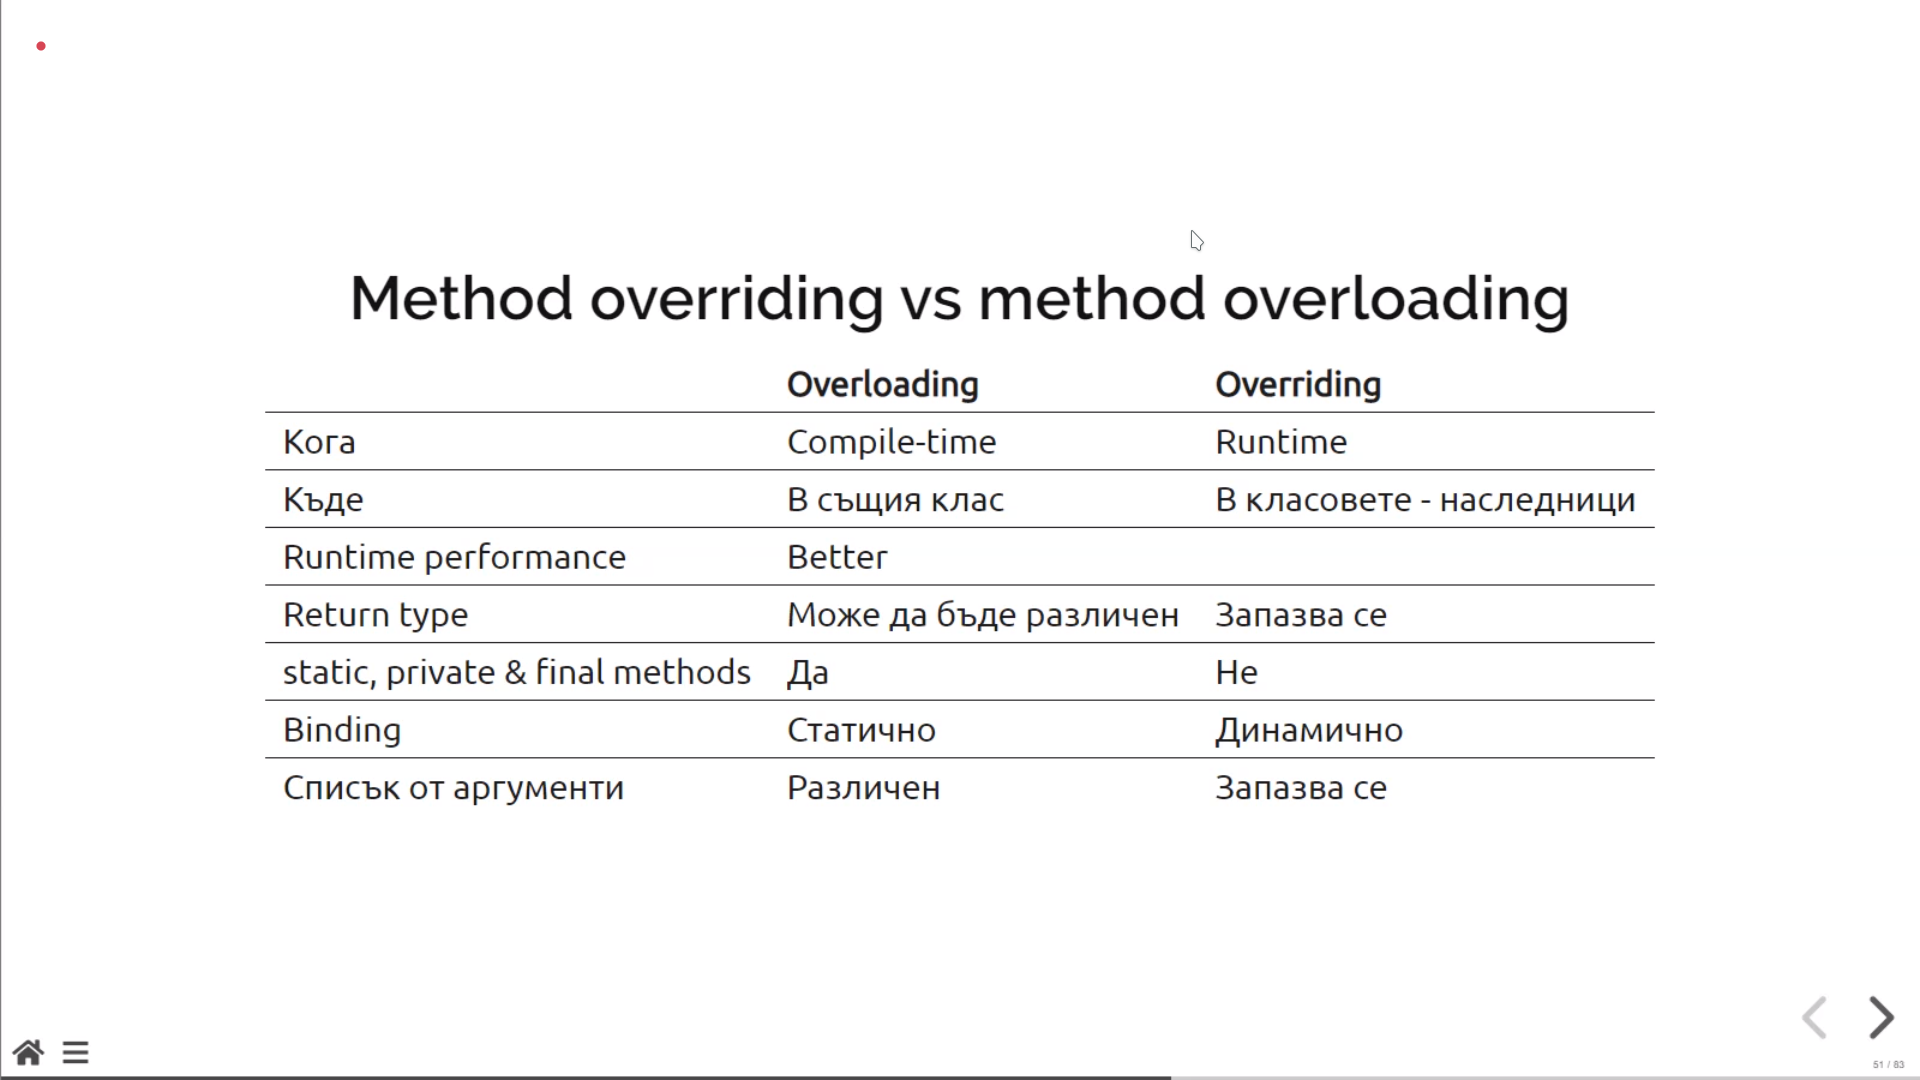 Method overriding vs method overloading
Overloading Overriding
Кога Compile-time Runtime
Къде В същия клас В класовете - наследници
Runtime performance Better
Return type Може да бъде различен Запазва се
static, private & final methods Да Не
Binding Статично Динамично
Списък от аргументи Различен Запазва се
51 / 83